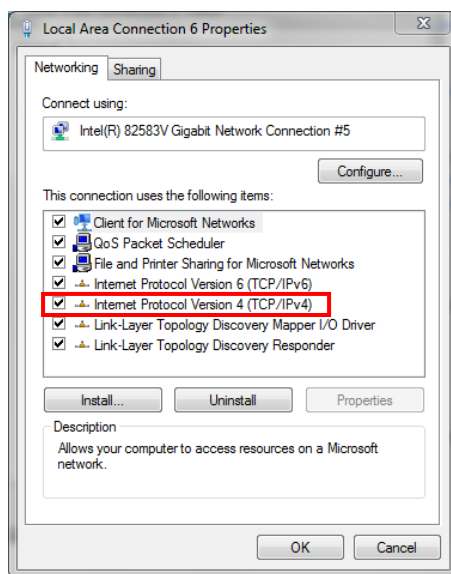 Local Area Connection 6 Properties
Networking
Sharing
Connect using:
Intel(R) 82583V Gigabit Network Connection #5
Configure...
This connection uses the following items:
Client for Microsoft Networks
QoS Packet Scheduler
File and Printer Sharing for Microsoft Networks
Internet Protocol Version 6 (TCP/IPv6)
Internet Protocol Version 4 (TCP/IPv4)
Link-Layer Topology Discovery Mapper I/O Driver
Link-Layer Topology Discovery Responder
Install...
Uninstall
Properties
Description
Allows your computer to access resources on a Microsoft
network.
OK
Cancel